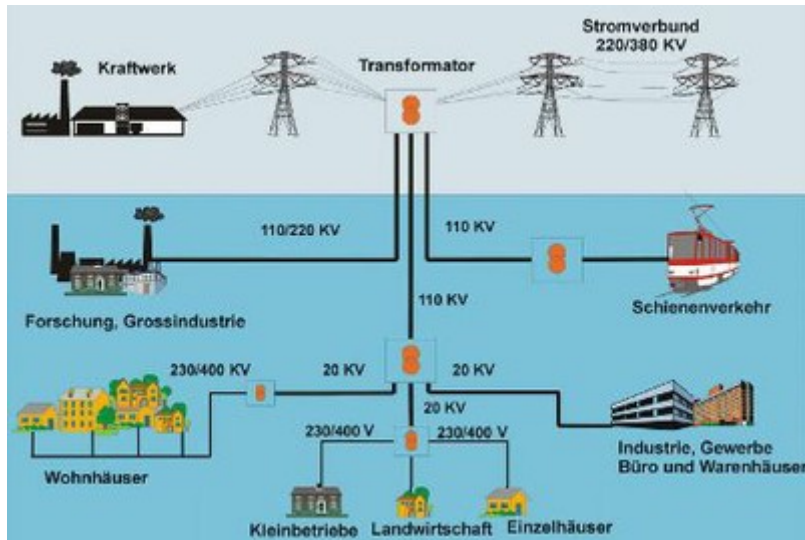 Stromverbund
220/380 KV
Kraftwerk
Transformator
110/220 KV
110 KV
Schienenverkehr
110 KV
Forschung, Grossindustrie
230/400 KV
20 KV
20 KV
20 KV
230/400 V
230/400 V
Wohnhäuser
Industrie, Gewerbe
Büro und Warenhäuser
Kleinbetriebe
Landwirtschaft
Einzelhäuser